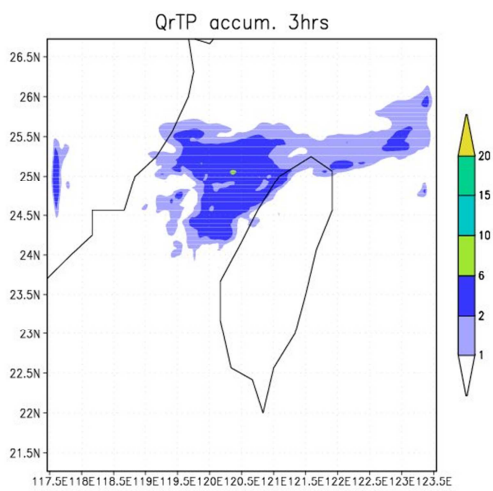 QrTP accum. 3hrs
26.5N
26N
25.5N
25N
24.5N
24N
23.5N
23N
22.5N
22N
21.5N
117.5E118E118.5E119E119.5E120E120.5E121E121.5E122E122.5E123E123.5E
20
15
10
6
2
1